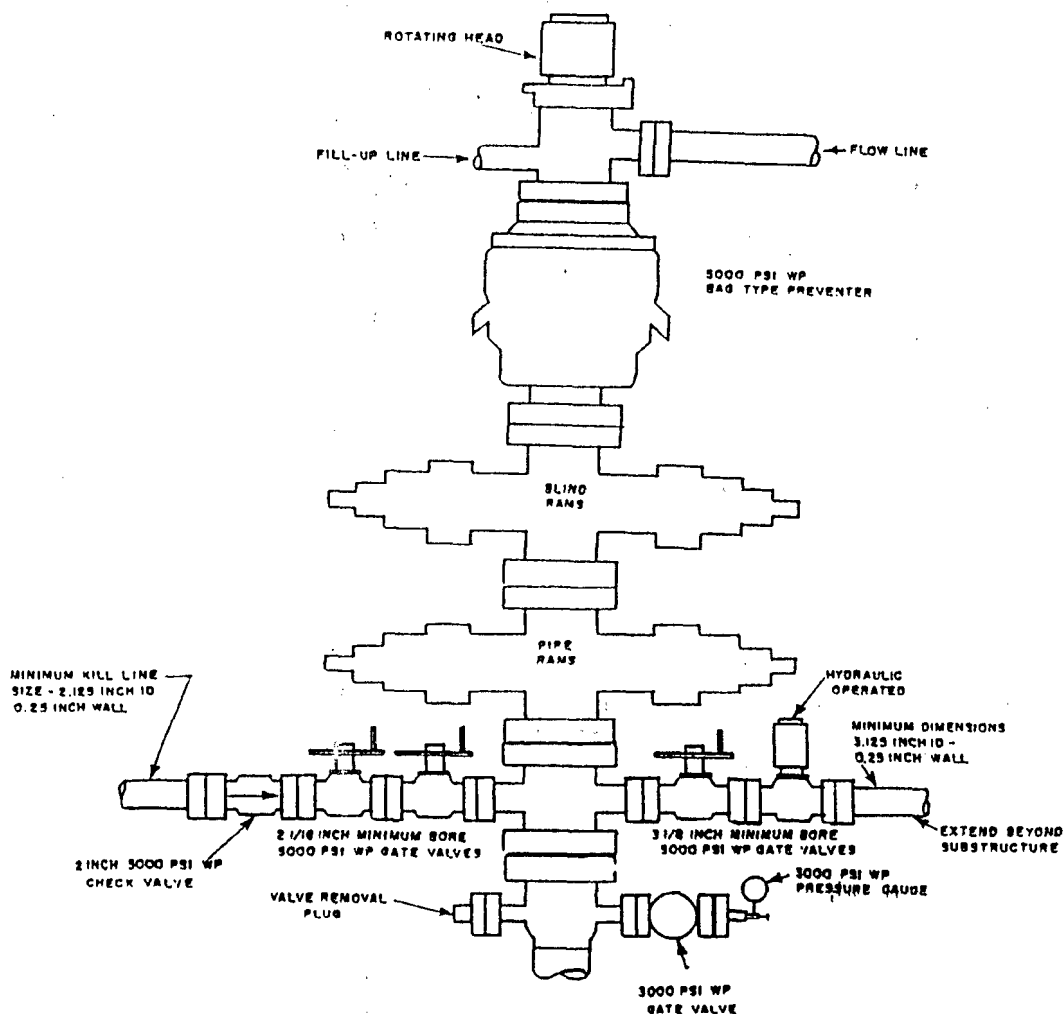 ROTATING HEAD
FILL-UP LINE
FLOW LINE
5000 PSI WP
BAG TYPE PREVENTER
BLIND
RAMS
PIPE
RAMS
MINIMUM KILL LINE
SIZE - 2.125 INCH ID
0.25 INCH WALL
HYDRAULIC
OPERATED
MINIMUM DIMENSIONS
3.125 INCH ID -
0.25 INCH WALL
2 1/16 INCH MINIMUM BORE
5000 PSI WP GATE VALVES
3 1/8 INCH MINIMUM BORE
5000 PSI WP GATE VALVES
EXTEND BEYOND
SUBSTRUCTURE
2 INCH 5000 PSI WP
CHECK VALVE
VALVE REMOVAL
PLUG
3000 PSI WP
PRESSURE GAUGE
3000 PSI WP
GATE VALVE